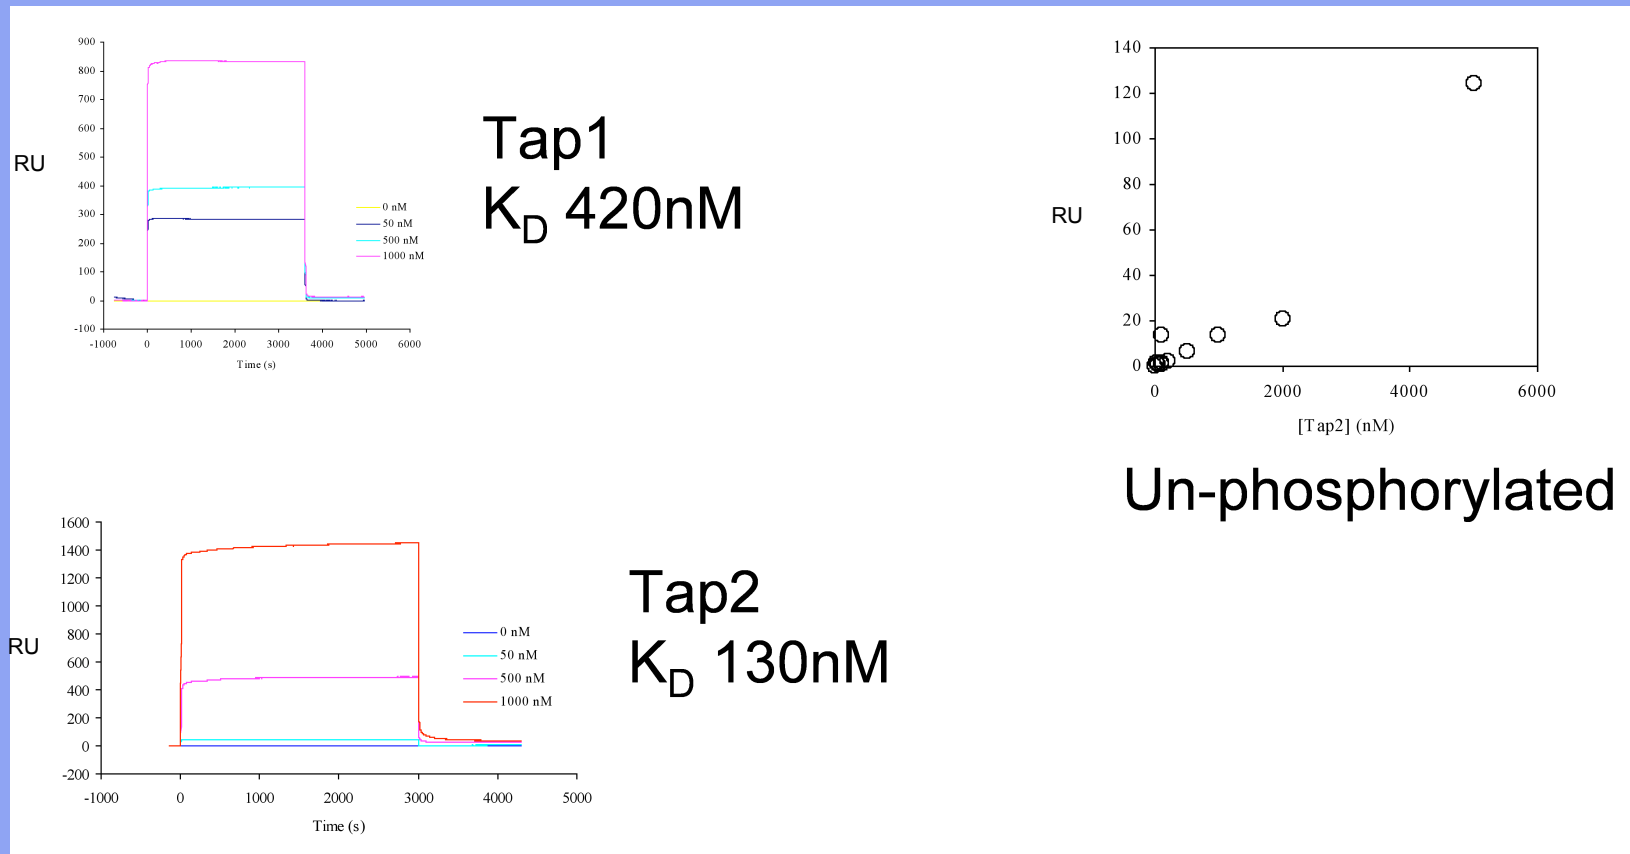 900
800
700
600
500
400
300
200
100
0
-100
RU
-1000 0 1000 2000 3000 4000 5000 6000
Time (s)
0 nM
50 nM
500 nM
1000 nM
Tap1
KD 420nM
140
120
100
80
60
40
20
0
RU
0 2000 4000 6000
[Tap2] (nM)
Un-phosphorylated
1600
1400
1200
1000
800
600
400
200
0
-200
RU
-1000 0 1000 2000 3000 4000 5000
Time (s)
0 nM
50 nM
500 nM
1000 nM
Tap2
KD 130nM